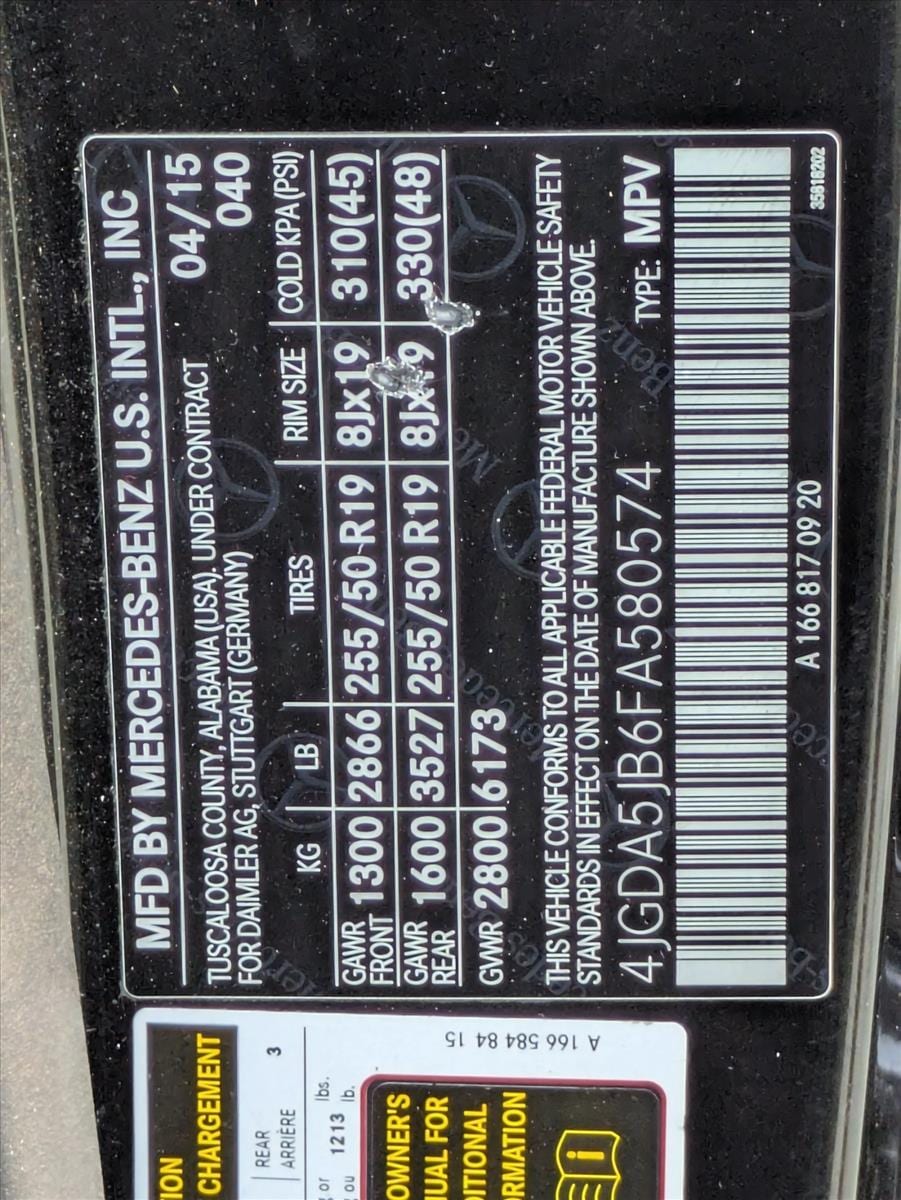 MFD BY MERCEDES-BENZ U.S. INTL., INC
TUSCALOOSA COUNTY, ALABAMA (USA). UNDER CONTRACT 04/15
FOR DAIMLER AG, STUTTGART (GERMANY) 040
KG LB TIRES RIM SIZE COLD KPA(PSI)
GAWR FRONT 1300 2866 255/50 R19 8Jx19 310(45)
GAWR REAR 1600 3527 255/50 R19 8Jx19 330(48)
GVWR 2800 6173
THIS VEHICLE CONFORMS TO ALL APPLICABLE FEDERAL MOTOR VEHICLE SAFETY
STANDARDS IN EFFECT ON THE DATE OF MANUFACTURE SHOWN ABOVE.
4JGDA5JB6FA580574 TYPE: MPV
A 166 817 09 20 35818202
A 166 584 84 15
CHARGEMENT
REAR 3
ARRIÈRE
or 1213 lbs.
ou lb.
OWNER'S
FOR